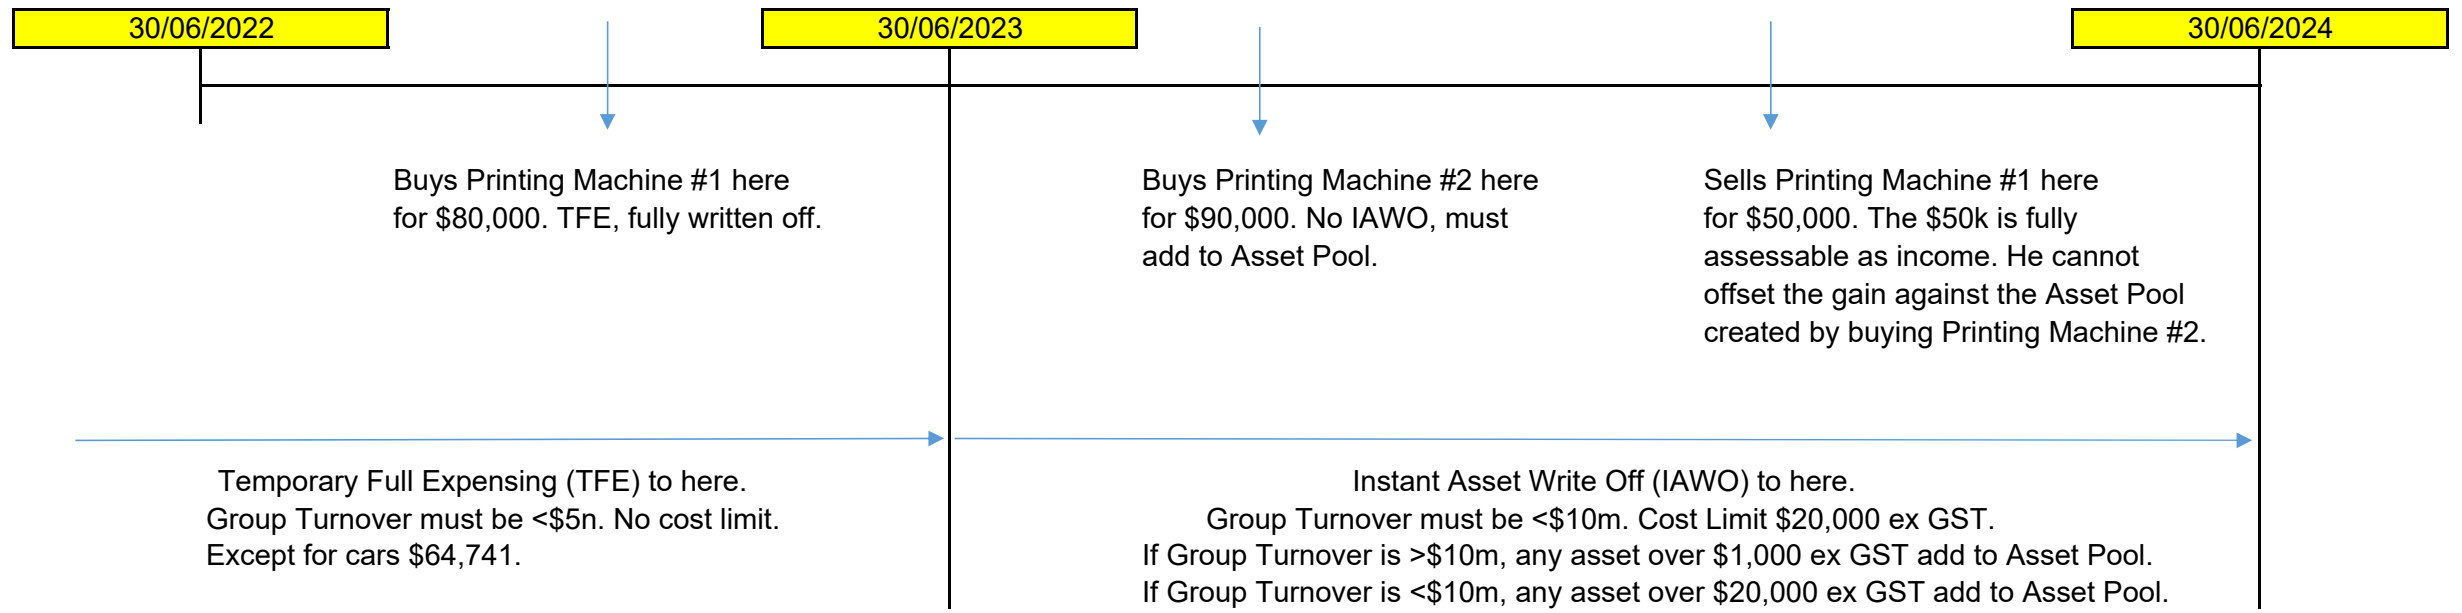 30/06/2022
30/06/2023
30/06/2024
Buys Printing Machine #1 here
for $80,000. TFE, fully written off.
Buys Printing Machine #2 here
for $90,000. No IAWO, must
add to Asset Pool.
Sells Printing Machine #1 here
for $50,000. The $50k is fully
assessable as income. He cannot
offset the gain against the Asset Pool
created by buying Printing Machine #2.
Temporary Full Expensing (TFE) to here.
Group Turnover must be <$5n. No cost limit.
Except for cars $64,741.
Instant Asset Write Off (IAWO) to here.
Group Turnover must be <$10m. Cost Limit $20,000 ex GST.
If Group Turnover is >$10m, any asset over $1,000 ex GST add to Asset Pool.
If Group Turnover is <$10m, any asset over $20,000 ex GST add to Asset Pool.